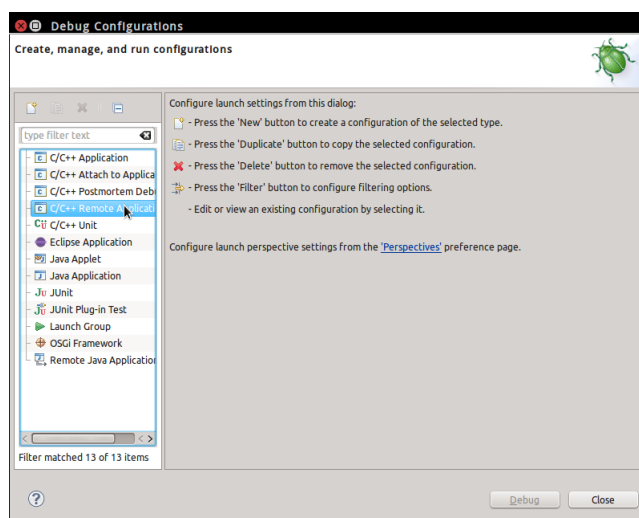 Debug Configurations
Create, manage, and run configurations
type filter text
C/C++ Application
C/C++ Attach to Applica
C/C++ Postmortem Deb
C/C++ Remote Applicati
C/C++ Unit
Eclipse Application
Java Applet
Java Application
JUnit
JUnit Plug-in Test
Launch Group
OSGi Framework
Remote Java Application
Filter matched 13 of 13 items
Configure launch settings from this dialog:
- Press the 'New' button to create a configuration of the selected type.
- Press the 'Duplicate' button to copy the selected configuration.
- Press the 'Delete' button to remove the selected configuration.
- Press the 'Filter' button to configure filtering options.
- Edit or view an existing configuration by selecting it.
Configure launch perspective settings from the 'Perspectives' preference page.
Debug
Close